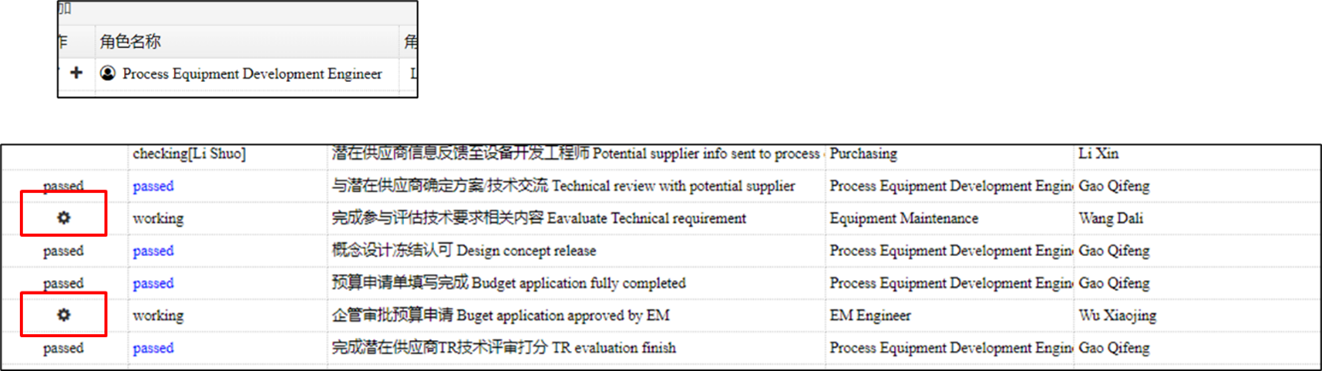 加
作 角色名称 角
Process Equipment Development Engineer L
checking[Li Shuo] 潜在供应商信息反馈至设备开发工程师 Potential supplier info sent to process Purchasing Li Xin
passed passed 与潜在供应商确定方案/技术交流 Technical review with potential supplier Process Equipment Development Engin Gao Qifeng
working 完成参与评估技术要求相关内容 Eavaluate Technical requirement Equipment Maintenance Wang Dali
passed passed 概念设计冻结认可 Design concept release Process Equipment Development Engin Gao Qifeng
passed passed 预算申请单填写完成 Budget application fully completed Process Equipment Development Engin Gao Qifeng
working 企管审批预算申请 Buget application approved by EM EM Engineer Wu Xiaojing
passed passed 完成潜在供应商TR技术评审打分 TR evaluation finish Process Equipment Development Engin Gao Qifeng